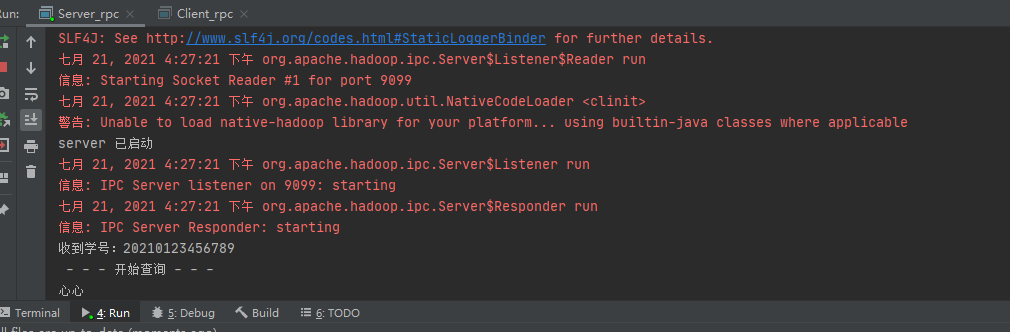 Run: Server_rpc × Client_rpc ×
SLF4J: See http://www.slf4j.org/codes.html#StaticLoggerBinder for further details.
七月 21, 2021 4:27:21 下午 org.apache.hadoop.ipc.Server$Listener$Reader run
信息: Starting Socket Reader #1 for port 9099
七月 21, 2021 4:27:21 下午 org.apache.hadoop.util.NativeCodeLoader <clinit>
警告: Unable to load native-hadoop library for your platform... using builtin-java classes where applicable
server 已启动
七月 21, 2021 4:27:21 下午 org.apache.hadoop.ipc.Server$Listener run
信息: IPC Server listener on 9099: starting
七月 21, 2021 4:27:21 下午 org.apache.hadoop.ipc.Server$Responder run
信息: IPC Server Responder: starting
收到学号：20210123456789
- - - 开始查询 - - -
心心
Terminal 4: Run 5: Debug Build 6: TODO